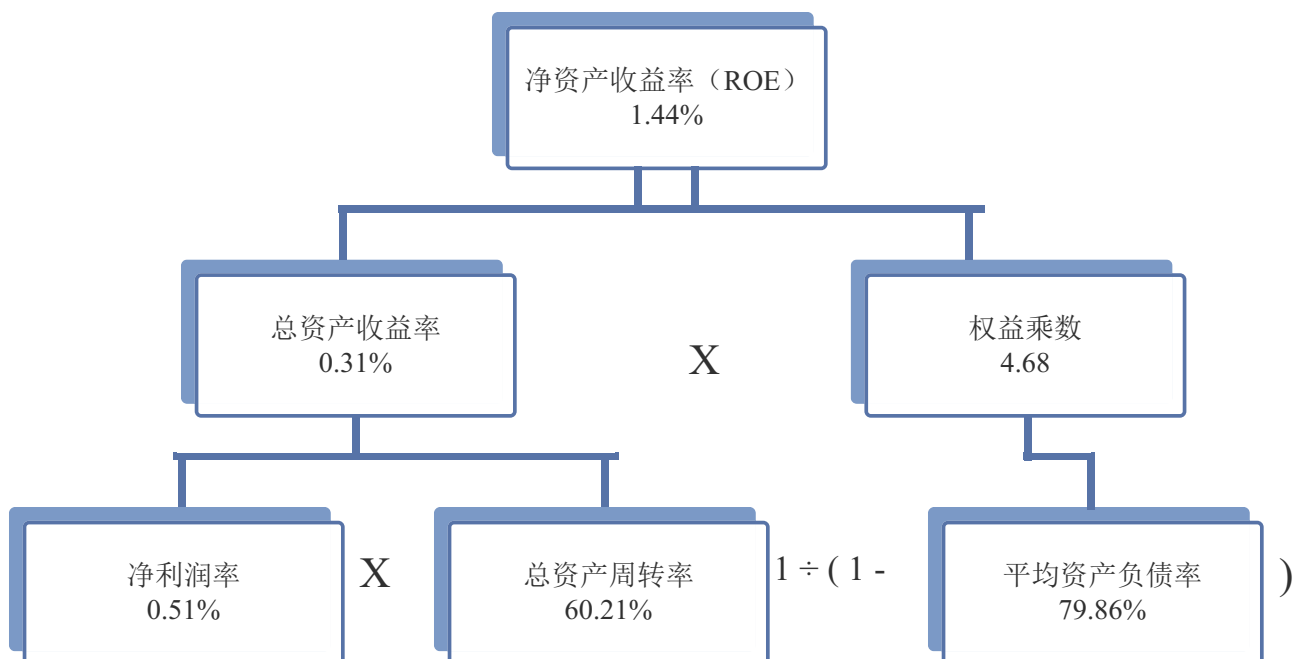 净资产收益率（ROE）
1.44%
总资产收益率
0.31%
X
权益乘数
4.68
净利润率
0.51%
X
总资产周转率
60.21%
1 ÷ ( 1 -
平均资产负债率
79.86%
)